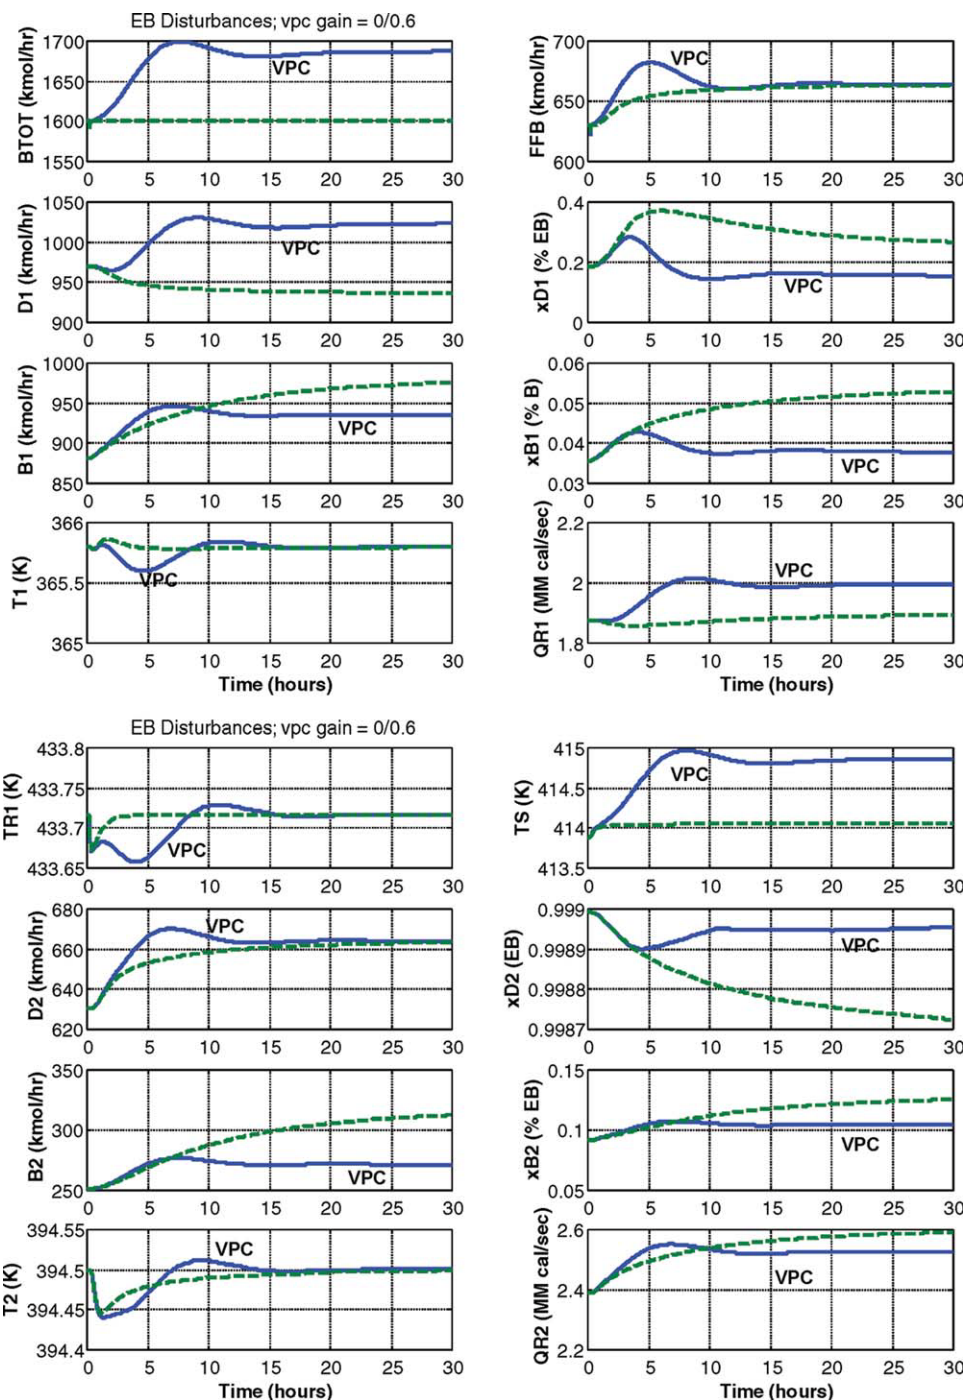 EB Disturbances; vpc gain = 0/0.6
BTOT (kmol/hr)
1700
1650
1600
1550
VPC
0 5 10 15 20 25 30
FFB (kmol/hr)
700
650
600
VPC
0 5 10 15 20 25 30
D1 (kmol/hr)
1050
1000
950
900
VPC
0 5 10 15 20 25 30
xD1 (% EB)
0.4
0.2
0
VPC
0 5 10 15 20 25 30
B1 (kmol/hr)
1000
950
900
850
VPC
0 5 10 15 20 25 30
xB1 (% B)
0.06
0.05
0.04
0.03
VPC
0 5 10 15 20 25 30
T1 (K)
366
365.5
365
VPC
0 5 10 15 20 25 30
Time (hours)
QR1 (MM cal/sec)
2.2
2
1.8
VPC
0 5 10 15 20 25 30
Time (hours)
EB Disturbances; vpc gain = 0/0.6
TR1 (K)
433.8
433.75
433.7
433.65
VPC
0 5 10 15 20 25 30
TS (K)
415
414.5
414
413.5
VPC
0 5 10 15 20 25 30
D2 (kmol/hr)
680
660
640
620
VPC
0 5 10 15 20 25 30
xD2 (EB)
0.999
0.9989
0.9988
0.9987
VPC
0 5 10 15 20 25 30
B2 (kmol/hr)
350
300
250
VPC
0 5 10 15 20 25 30
xB2 (% EB)
0.15
0.1
0.05
VPC
0 5 10 15 20 25 30
T2 (K)
394.55
394.5
394.45
394.4
VPC
0 5 10 15 20 25 30
Time (hours)
QR2 (MM cal/sec)
2.6
2.4
2.2
VPC
0 5 10 15 20 25 30
Time (hours)